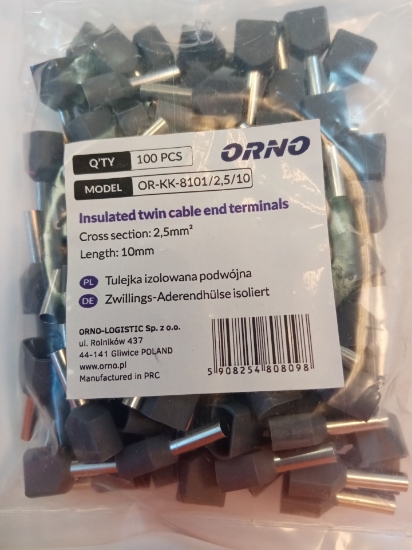 Q'TY 100 PCS
ORNO
MODEL OR-KK-8101/2,5/10
Insulated twin cable end terminals
Cross section: 2,5mm²
Length: 10mm
PL Tulejka izolowana podwójna
DE Zwillings-Aderendhülse isoliert
ORNO-LOGISTIC Sp. z o.o.
ul. Rolników 437
44-141 Gliwice POLAND
www.orno.pl
Manufactured in PRC
5 908254 808098